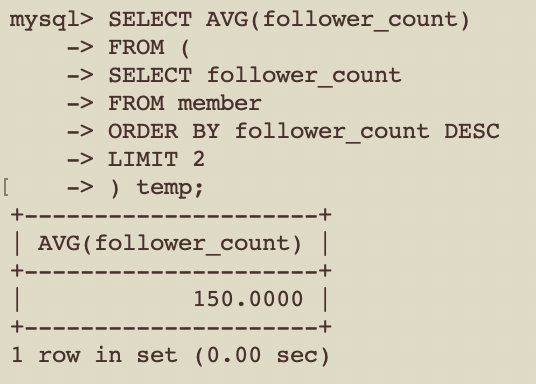 mysql> SELECT AVG(follower_count)
    -> FROM (
    -> SELECT follower_count
    -> FROM member
    -> ORDER BY follower_count DESC
    -> LIMIT 2
[    -> ) temp;
+---------------------+
| AVG(follower_count) |
+---------------------+
|            150.0000 |
+---------------------+
1 row in set (0.00 sec)